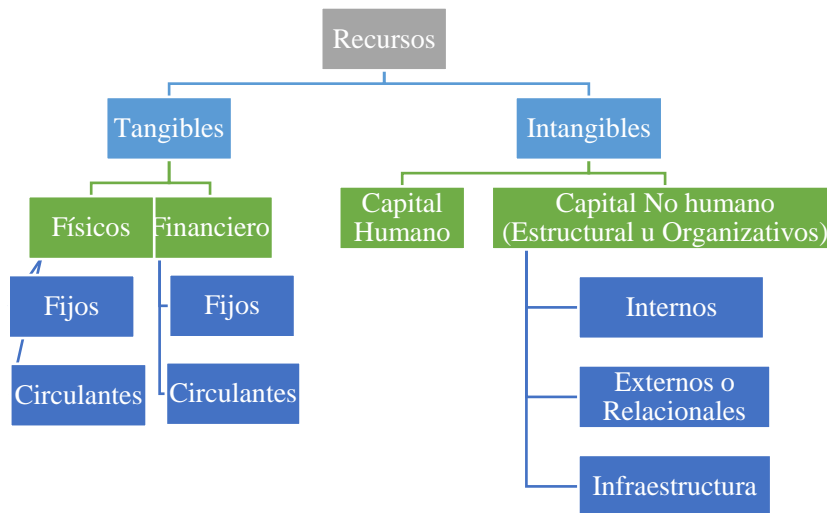 Recursos
Tangibles
Intangibles
Físicos
Financiero
Capital
Humano
Capital No humano
(Estructural u Organizativos)
Fijos
Fijos
Circulantes
Circulantes
Internos
Externos o
Relacionales
Infraestructura